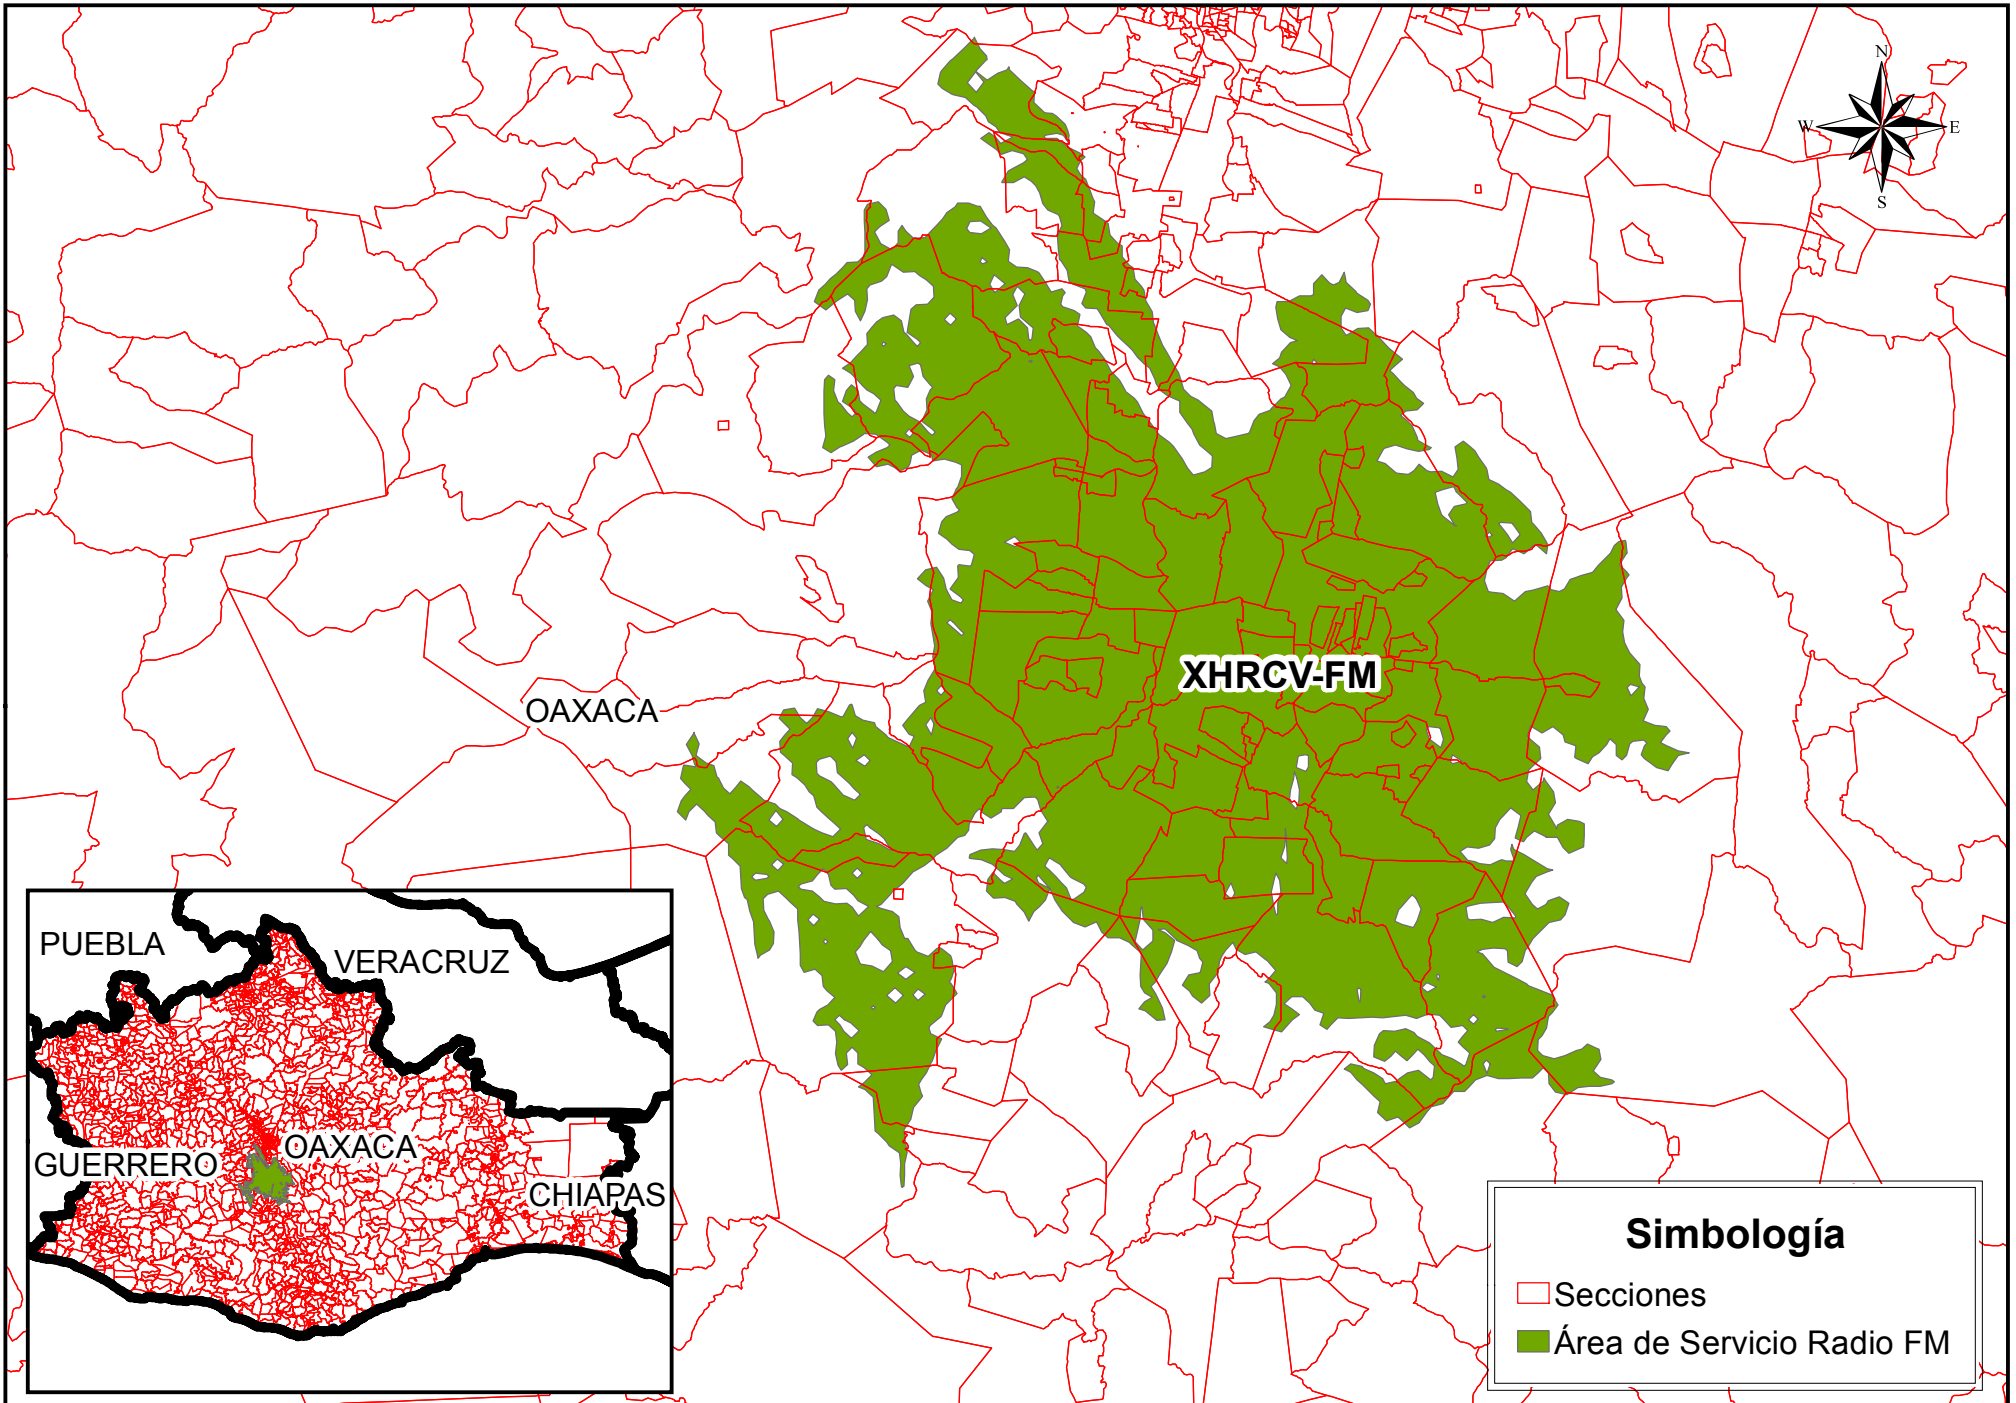 N
W E
S
XHRCV-FM
OAXACA
PUEBLA
VERACRUZ
OAXACA
GUERRERO
CHIAPAS
Simbología
Secciones
Área de Servicio Radio FM